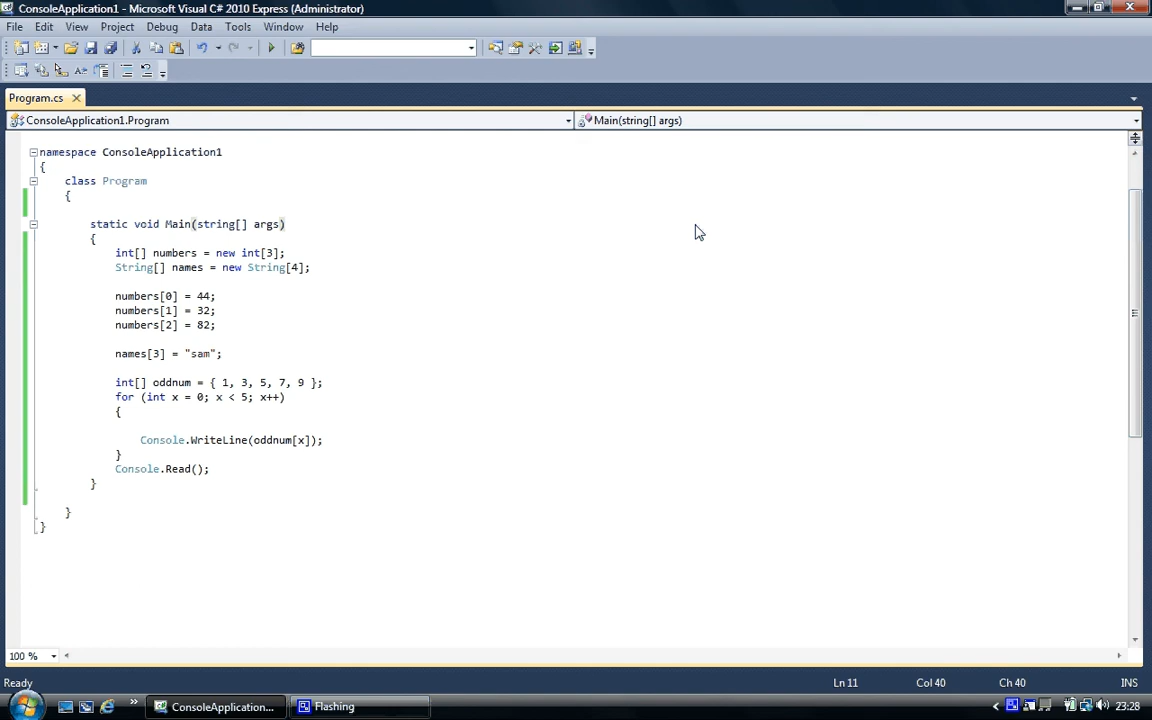 ConsoleApplication1 - Microsoft Visual C# 2010 Express (Administrator)
File Edit View Project Debug Data Tools Window Help
Program.cs
ConsoleApplication1.Program Main(string[] args)
namespace ConsoleApplication1
{
class Program
{
static void Main(string[] args)
{
int[] numbers = new int[3];
String[] names = new String[4];
numbers[0] = 44;
numbers[1] = 32;
numbers[2] = 82;
names[3] = "sam";
int[] oddnum = { 1, 3, 5, 7, 9 };
for (int x = 0; x < 5; x++)
{
Console.WriteLine(oddnum[x]);
}
Console.Read();
}
}
}
100 %
Ready Ln 11 Col 40 Ch 40 INS
ConsoleApplication... Flashing 23:28